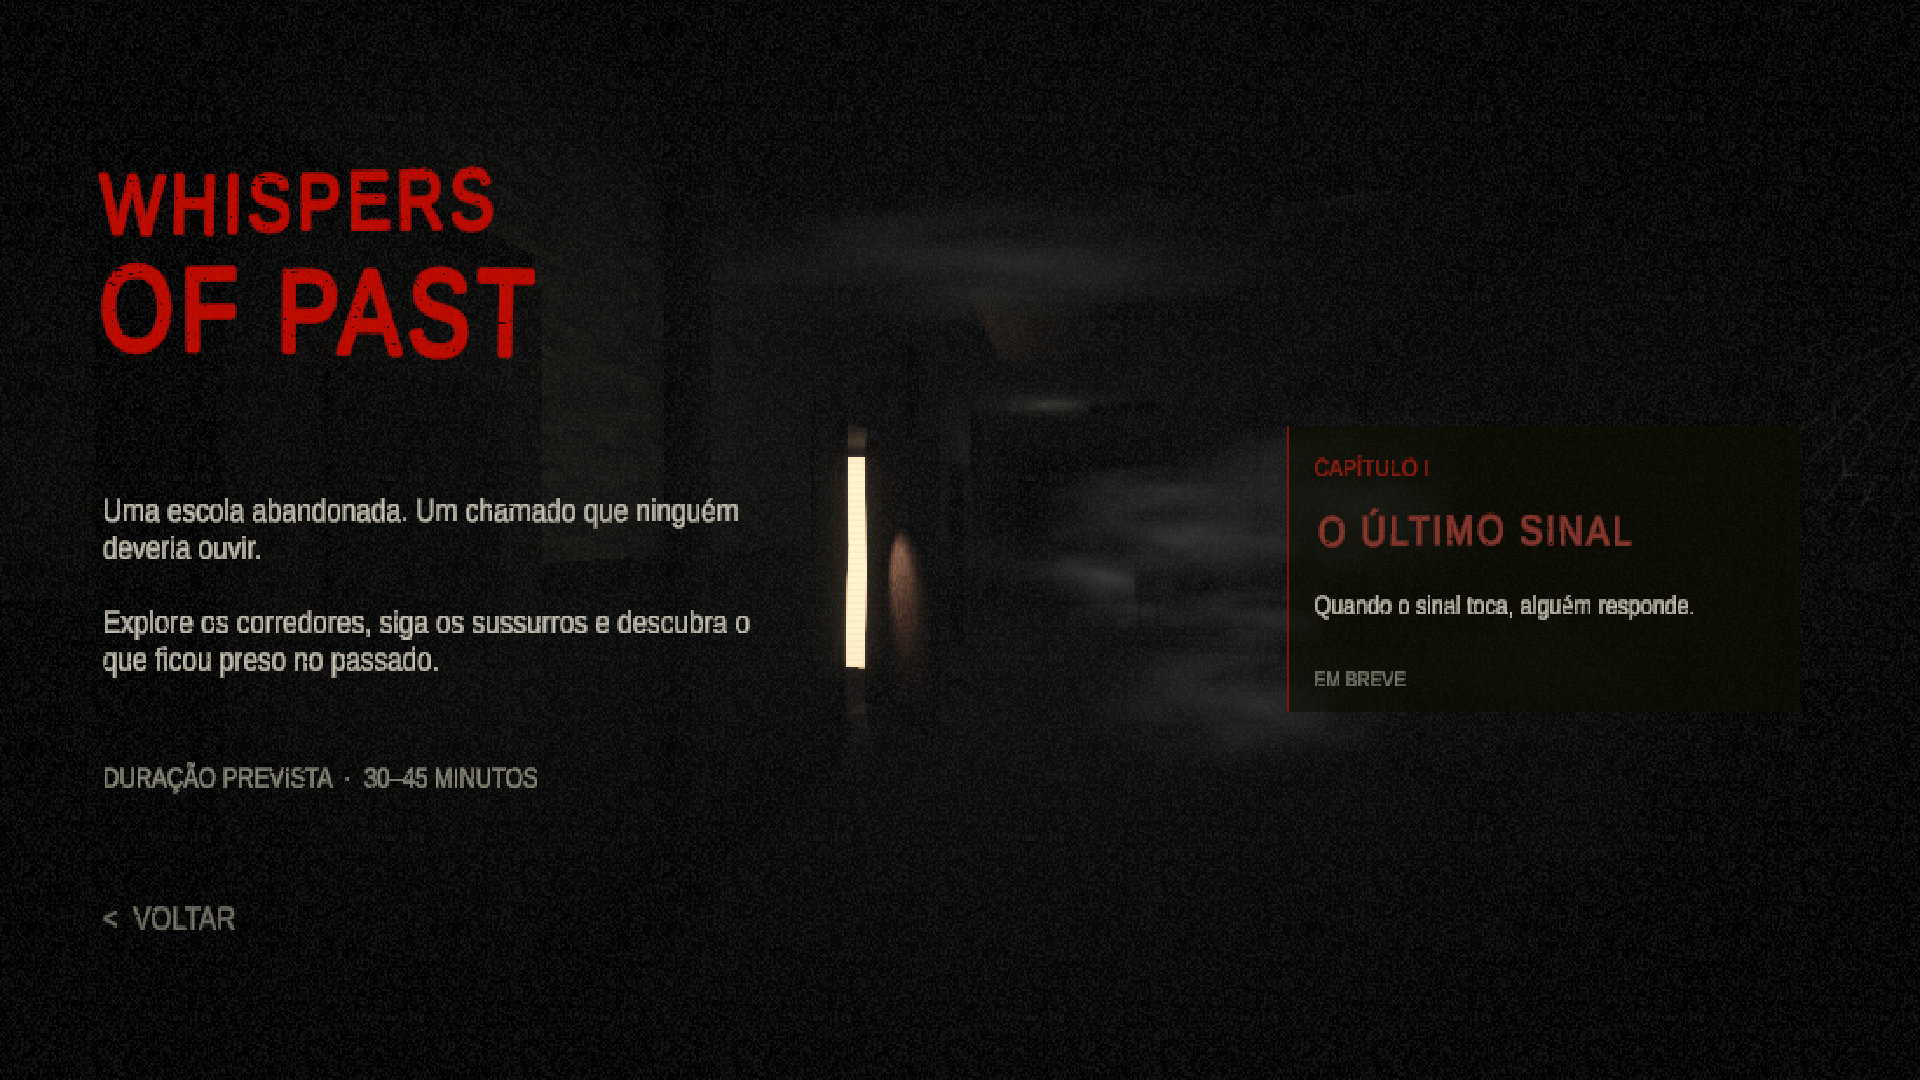 WHISPERS
OF PAST
Uma escola abandonada. Um chamado que ninguém
deveria ouvir.
Explore os corredores, siga os sussurros e descubra o
que ficou preso no passado.
DURAÇÃO PREVISTA · 30–45 MINUTOS
< VOLTAR
CAPÍTULO I
O ÚLTIMO SINAL
Quando o sinal toca, alguém responde.
EM BREVE